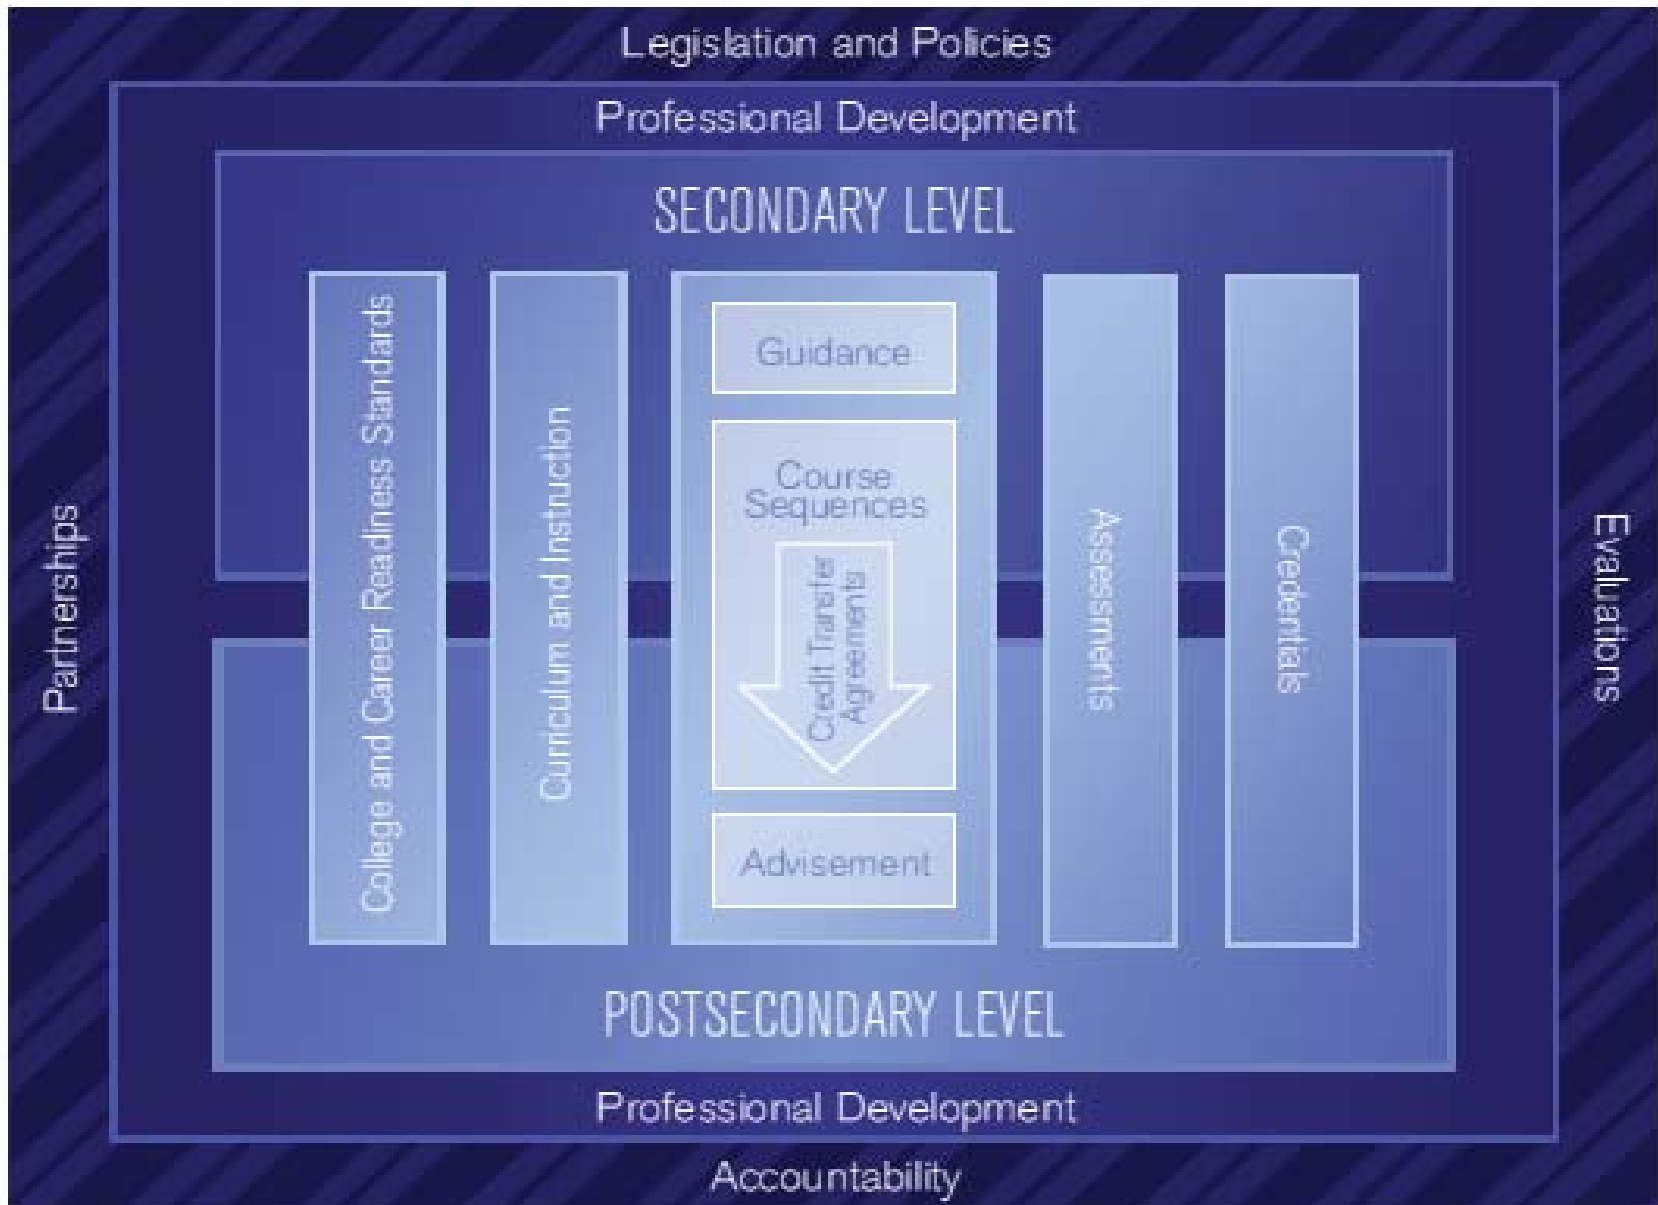 Legislation and Policies
Professional Development
SECONDARY LEVEL
Partnerships
College and Career Readiness Standards
Curriculum and Instruction
Guidance
Course
Sequences
Credit Transfer
Agreements
Advisement
Assessments
Credentials
Evaluations
POSTSECONDARY LEVEL
Professional Development
Accountability